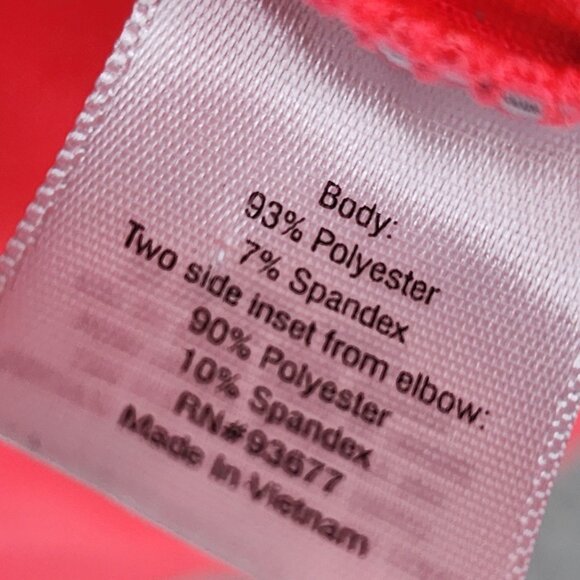 Body:
93% Polyester
7% Spandex
Two side inset from elbow:
90% Polyester
10% Spandex
RN#93677
Made In Vietnam